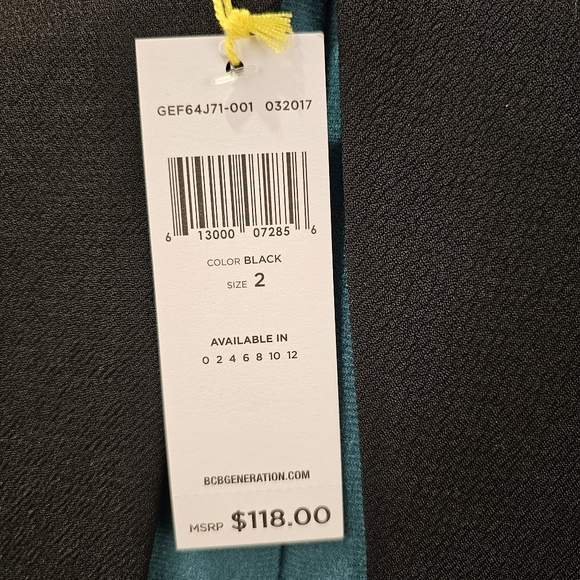 GEF64J71-001 032017
6 13000 07285 6
COLOR BLACK
SIZE 2
AVAILABLE IN
0 2 4 6 8 10 12
BCBGENERATION.COM
MSRP $118.00